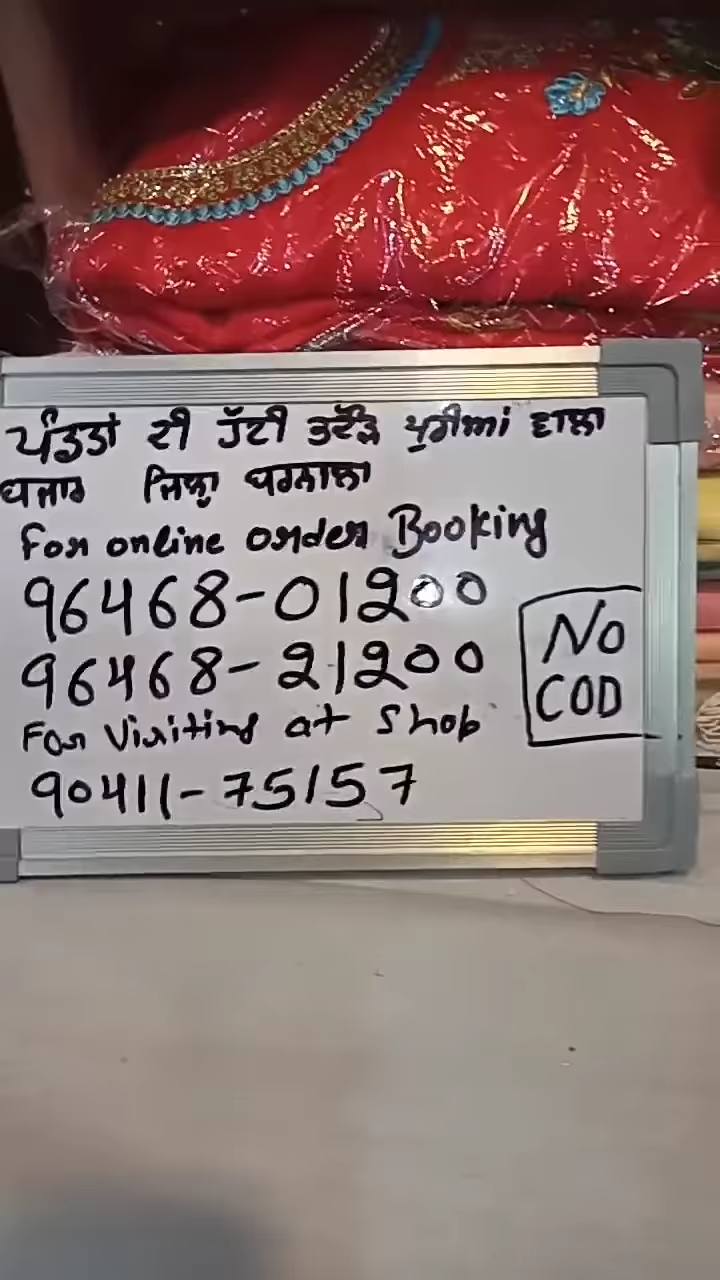 ਪੰਡਤਾਂ ਦੀ ਹੱਟੀ ਭਦੌੜ ਪੁੜੀਆਂ ਵਾਲਾ
ਬਜਾਰ ਜਿਲ੍ਹਾ ਬਰਨਾਲਾ
For online order Booking
96468-01200
96468-21200
No
COD
For Visiting at Shop
90411-75157